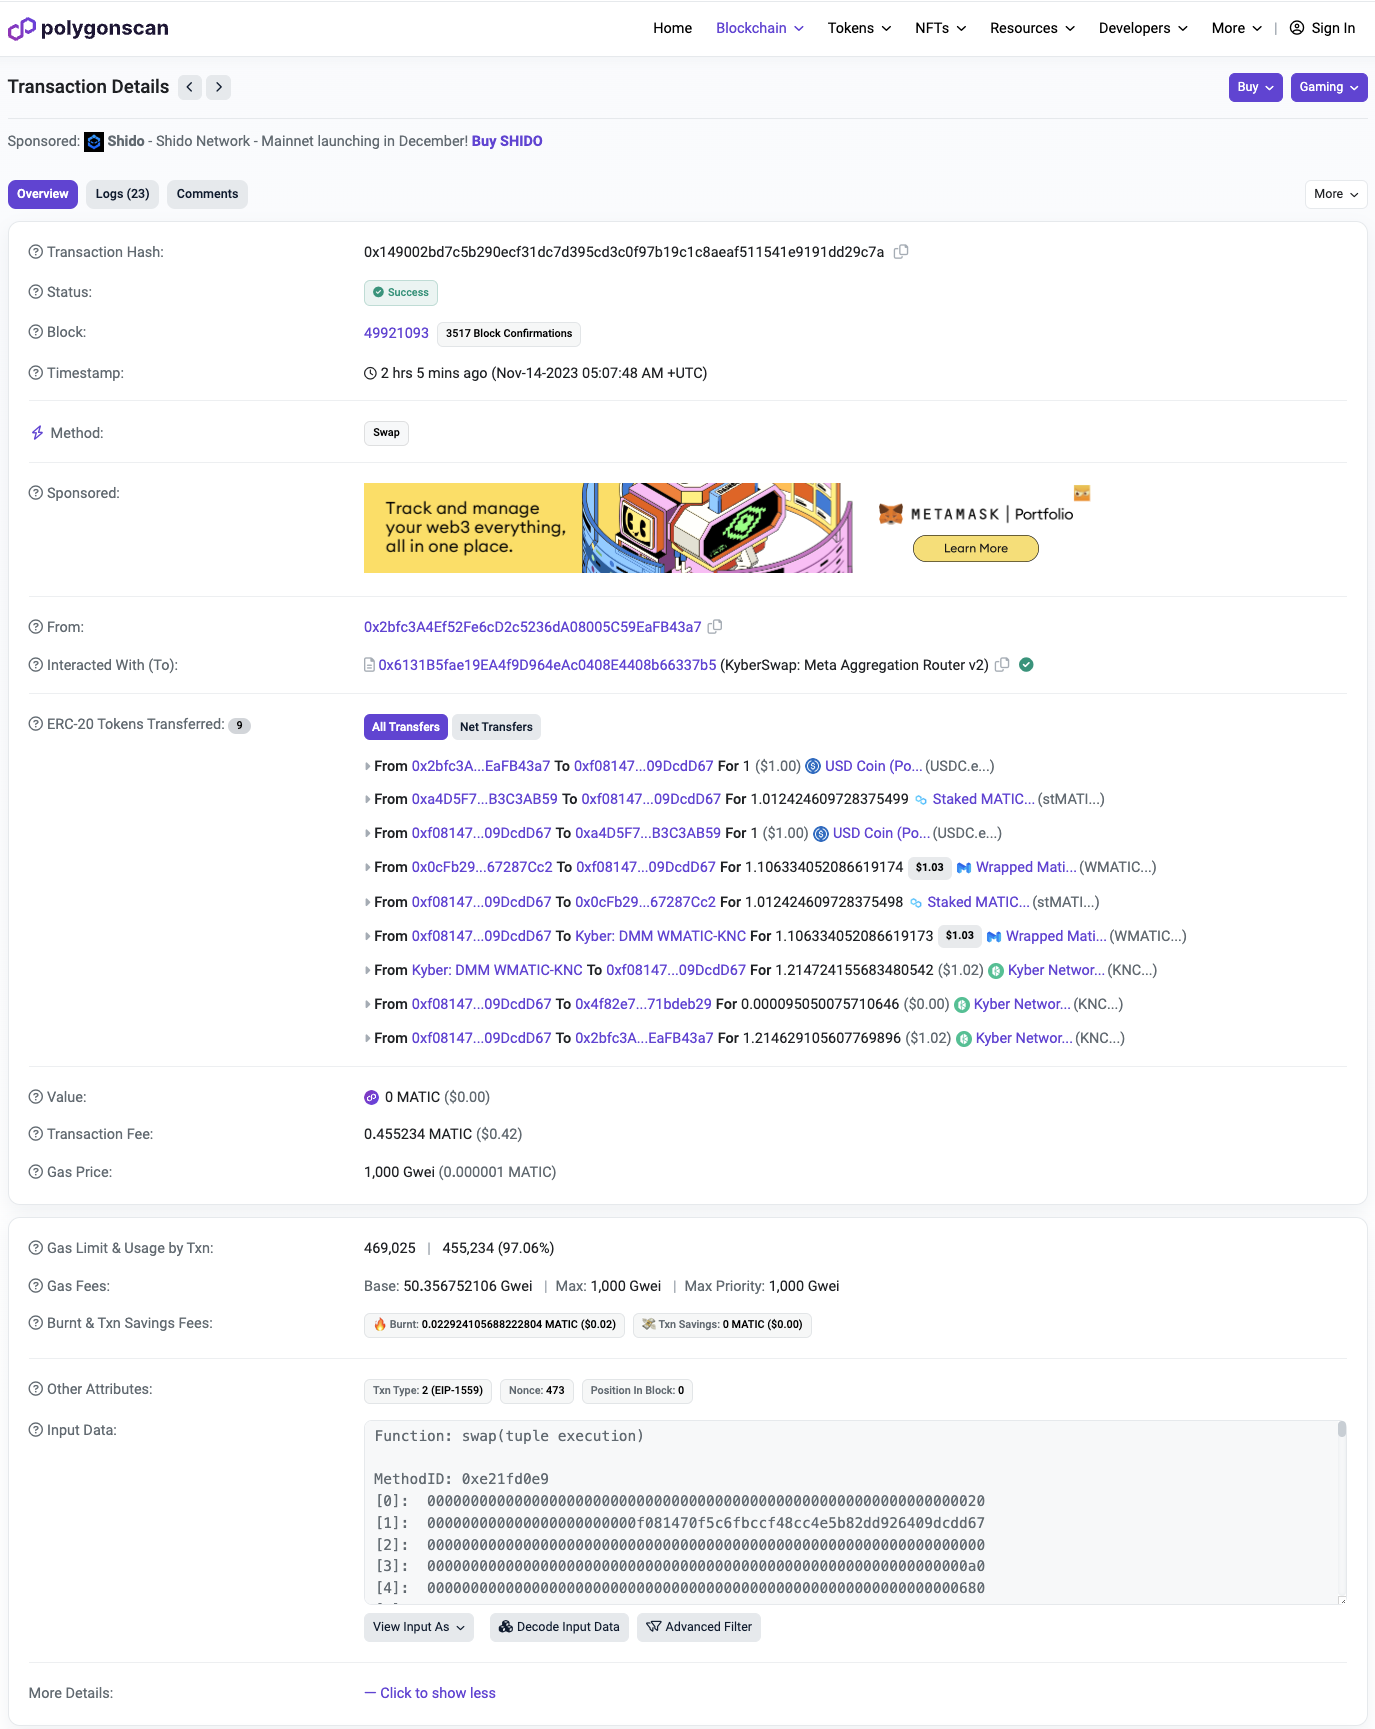 polygonscan
Home Blockchain Tokens NFTs Resources Developers More | Sign In
Transaction Details
Buy Gaming
Sponsored: Shido - Shido Network - Mainnet launching in December! Buy SHIDO
Overview Logs (23) Comments More
Transaction Hash: 0x149002bd7c5b290ecf31dc7d395cd3c0f97b19c1c8aeaf511541e9191dd29c7a
Status: Success
Block: 49921093 3517 Block Confirmations
Timestamp: 2 hrs 5 mins ago (Nov-14-2023 05:07:48 AM +UTC)
Method: Swap
Sponsored:
Track and manage
your web3 everything,
all in one place.
METAMASK | Portfolio
Learn More
From: 0x2bfc3A4Ef52Fe6cD2c5236dA08005C59EaFB43a7
Interacted With (To): 0x6131B5fae19EA4f9D964eAc0408E4408b66337b5 (KyberSwap: Meta Aggregation Router v2)
ERC-20 Tokens Transferred: 9 All Transfers Net Transfers
From 0x2bfc3A...EaFB43a7 To 0xf08147...09DcdD67 For 1 ($1.00) USD Coin (Po... (USDC.e...)
From 0xa4D5F7...B3C3AB59 To 0xf08147...09DcdD67 For 1.012424609728375499 Staked MATIC... (stMATI...)
From 0xf08147...09DcdD67 To 0xa4D5F7...B3C3AB59 For 1 ($1.00) USD Coin (Po... (USDC.e...)
From 0x0cFb29...67287Cc2 To 0xf08147...09DcdD67 For 1.106334052086619174 $1.03 Wrapped Mati... (WMATIC...)
From 0xf08147...09DcdD67 To 0x0cFb29...67287Cc2 For 1.012424609728375498 Staked MATIC... (stMATI...)
From 0xf08147...09DcdD67 To Kyber: DMM WMATIC-KNC For 1.106334052086619173 $1.03 Wrapped Mati... (WMATIC...)
From Kyber: DMM WMATIC-KNC To 0xf08147...09DcdD67 For 1.214724155683480542 ($1.02) Kyber Networ... (KNC...)
From 0xf08147...09DcdD67 To 0x4f82e7...71bdeb29 For 0.000095050075710646 ($0.00) Kyber Networ... (KNC...)
From 0xf08147...09DcdD67 To 0x2bfc3A...EaFB43a7 For 1.214629105607769896 ($1.02) Kyber Networ... (KNC...)
Value: 0 MATIC ($0.00)
Transaction Fee: 0.455234 MATIC ($0.42)
Gas Price: 1,000 Gwei (0.000001 MATIC)
Gas Limit & Usage by Txn: 469,025 | 455,234 (97.06%)
Gas Fees: Base: 50.356752106 Gwei | Max: 1,000 Gwei | Max Priority: 1,000 Gwei
Burnt & Txn Savings Fees: Burnt: 0.022924105688222804 MATIC ($0.02) Txn Savings: 0 MATIC ($0.00)
Other Attributes: Txn Type: 2 (EIP-1559) Nonce: 473 Position In Block: 0
Input Data:
Function: swap(tuple execution)
MethodID: 0xe21fd0e9
[0]: 0000000000000000000000000000000000000000000000000000000000000020
[1]: 000000000000000000000000f081470f5c6fbccf48cc4e5b82dd926409dcdd67
[2]: 0000000000000000000000000000000000000000000000000000000000000000
[3]: 00000000000000000000000000000000000000000000000000000000000000a0
[4]: 0000000000000000000000000000000000000000000000000000000000000680
View Input As Decode Input Data Advanced Filter
More Details: — Click to show less